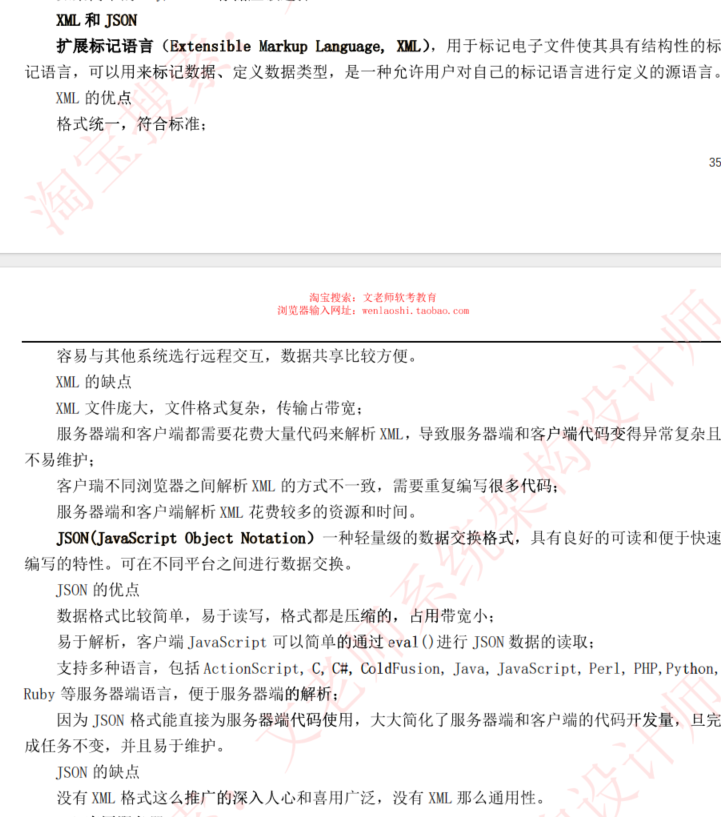 XML 和 JSON
扩展标记语言（Extensible Markup Language, XML），用于标记电子文件使其具有结构性的标
记语言，可以用来标记数据、定义数据类型，是一种允许用户对自己的标记语言进行定义的源语言。
XML 的优点
格式统一，符合标准；
35
淘宝搜索：
淘宝搜索：文老师软考教育
浏览器输入网址：wenlaoshi.taobao.com
容易与其他系统选行远程交互，数据共享比较方便。
XML 的缺点
XML 文件庞大，文件格式复杂，传输占带宽；
服务器端和客户端都需要花费大量代码来解析 XML，导致服务器端和客户端代码变得异常复杂且
不易维护；
客户瑞不同浏览器之间解析 XML 的方式不一致，需要重复编写很多代码；
服务器端和客户端解析 XML 花费较多的资源和时间。
JSON(JavaScript Object Notation）一种轻量级的数据交换格式，具有良好的可读和便于快速
编写的特性。可在不同平台之间进行数据交换。
JSON 的优点
数据格式比较简单，易于读写，格式都是压缩的，占用带宽小；
易于解析，客户端 JavaScript 可以简单的通过 eval()进行 JSON 数据的读取；
支持多种语言，包括 ActionScript, C, C#, ColdFusion, Java, JavaScript, Perl, PHP,Python,
Ruby 等服务器端语言，便于服务器端的解析；
因为 JSON 格式能直接为服务器端代码使用，大大简化了服务器端和客户端的代码开发量，旦完
成任务不变，并且易于维护。
JSON 的缺点
没有 XML 格式这么推广的深入人心和喜用广泛，没有 XML 那么通用性。
文老师系统架构设计师